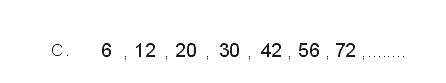 C. 6 , 12 , 20 , 30 , 42 , 56 , 72 ,........